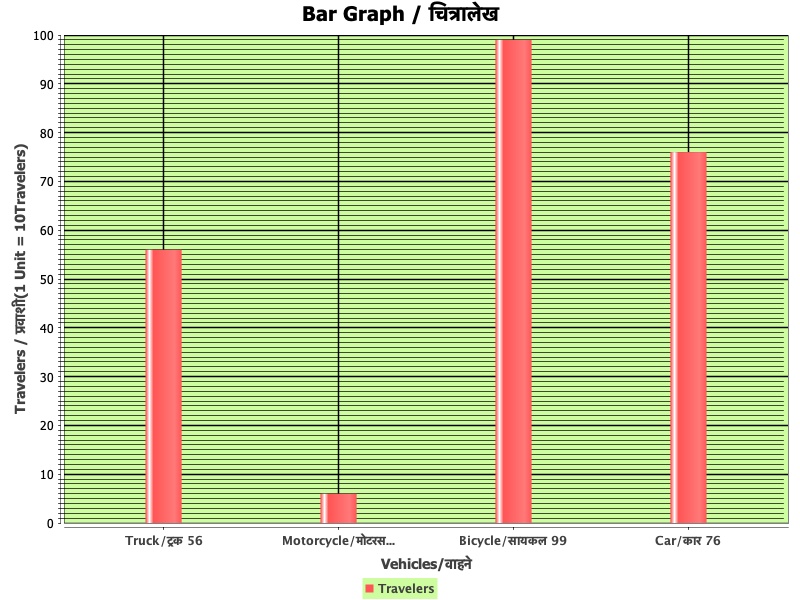 Bar Graph / चित्रालेख
Travelers / प्रवाशी(1 Unit = 10Travelers)
100
90
80
70
60
50
40
30
20
10
0
Truck/ट्रक 56 Motorcycle/मोटरस... Bicycle/सायकल 99 Car/कार 76
Vehicles/वाहने
Travelers